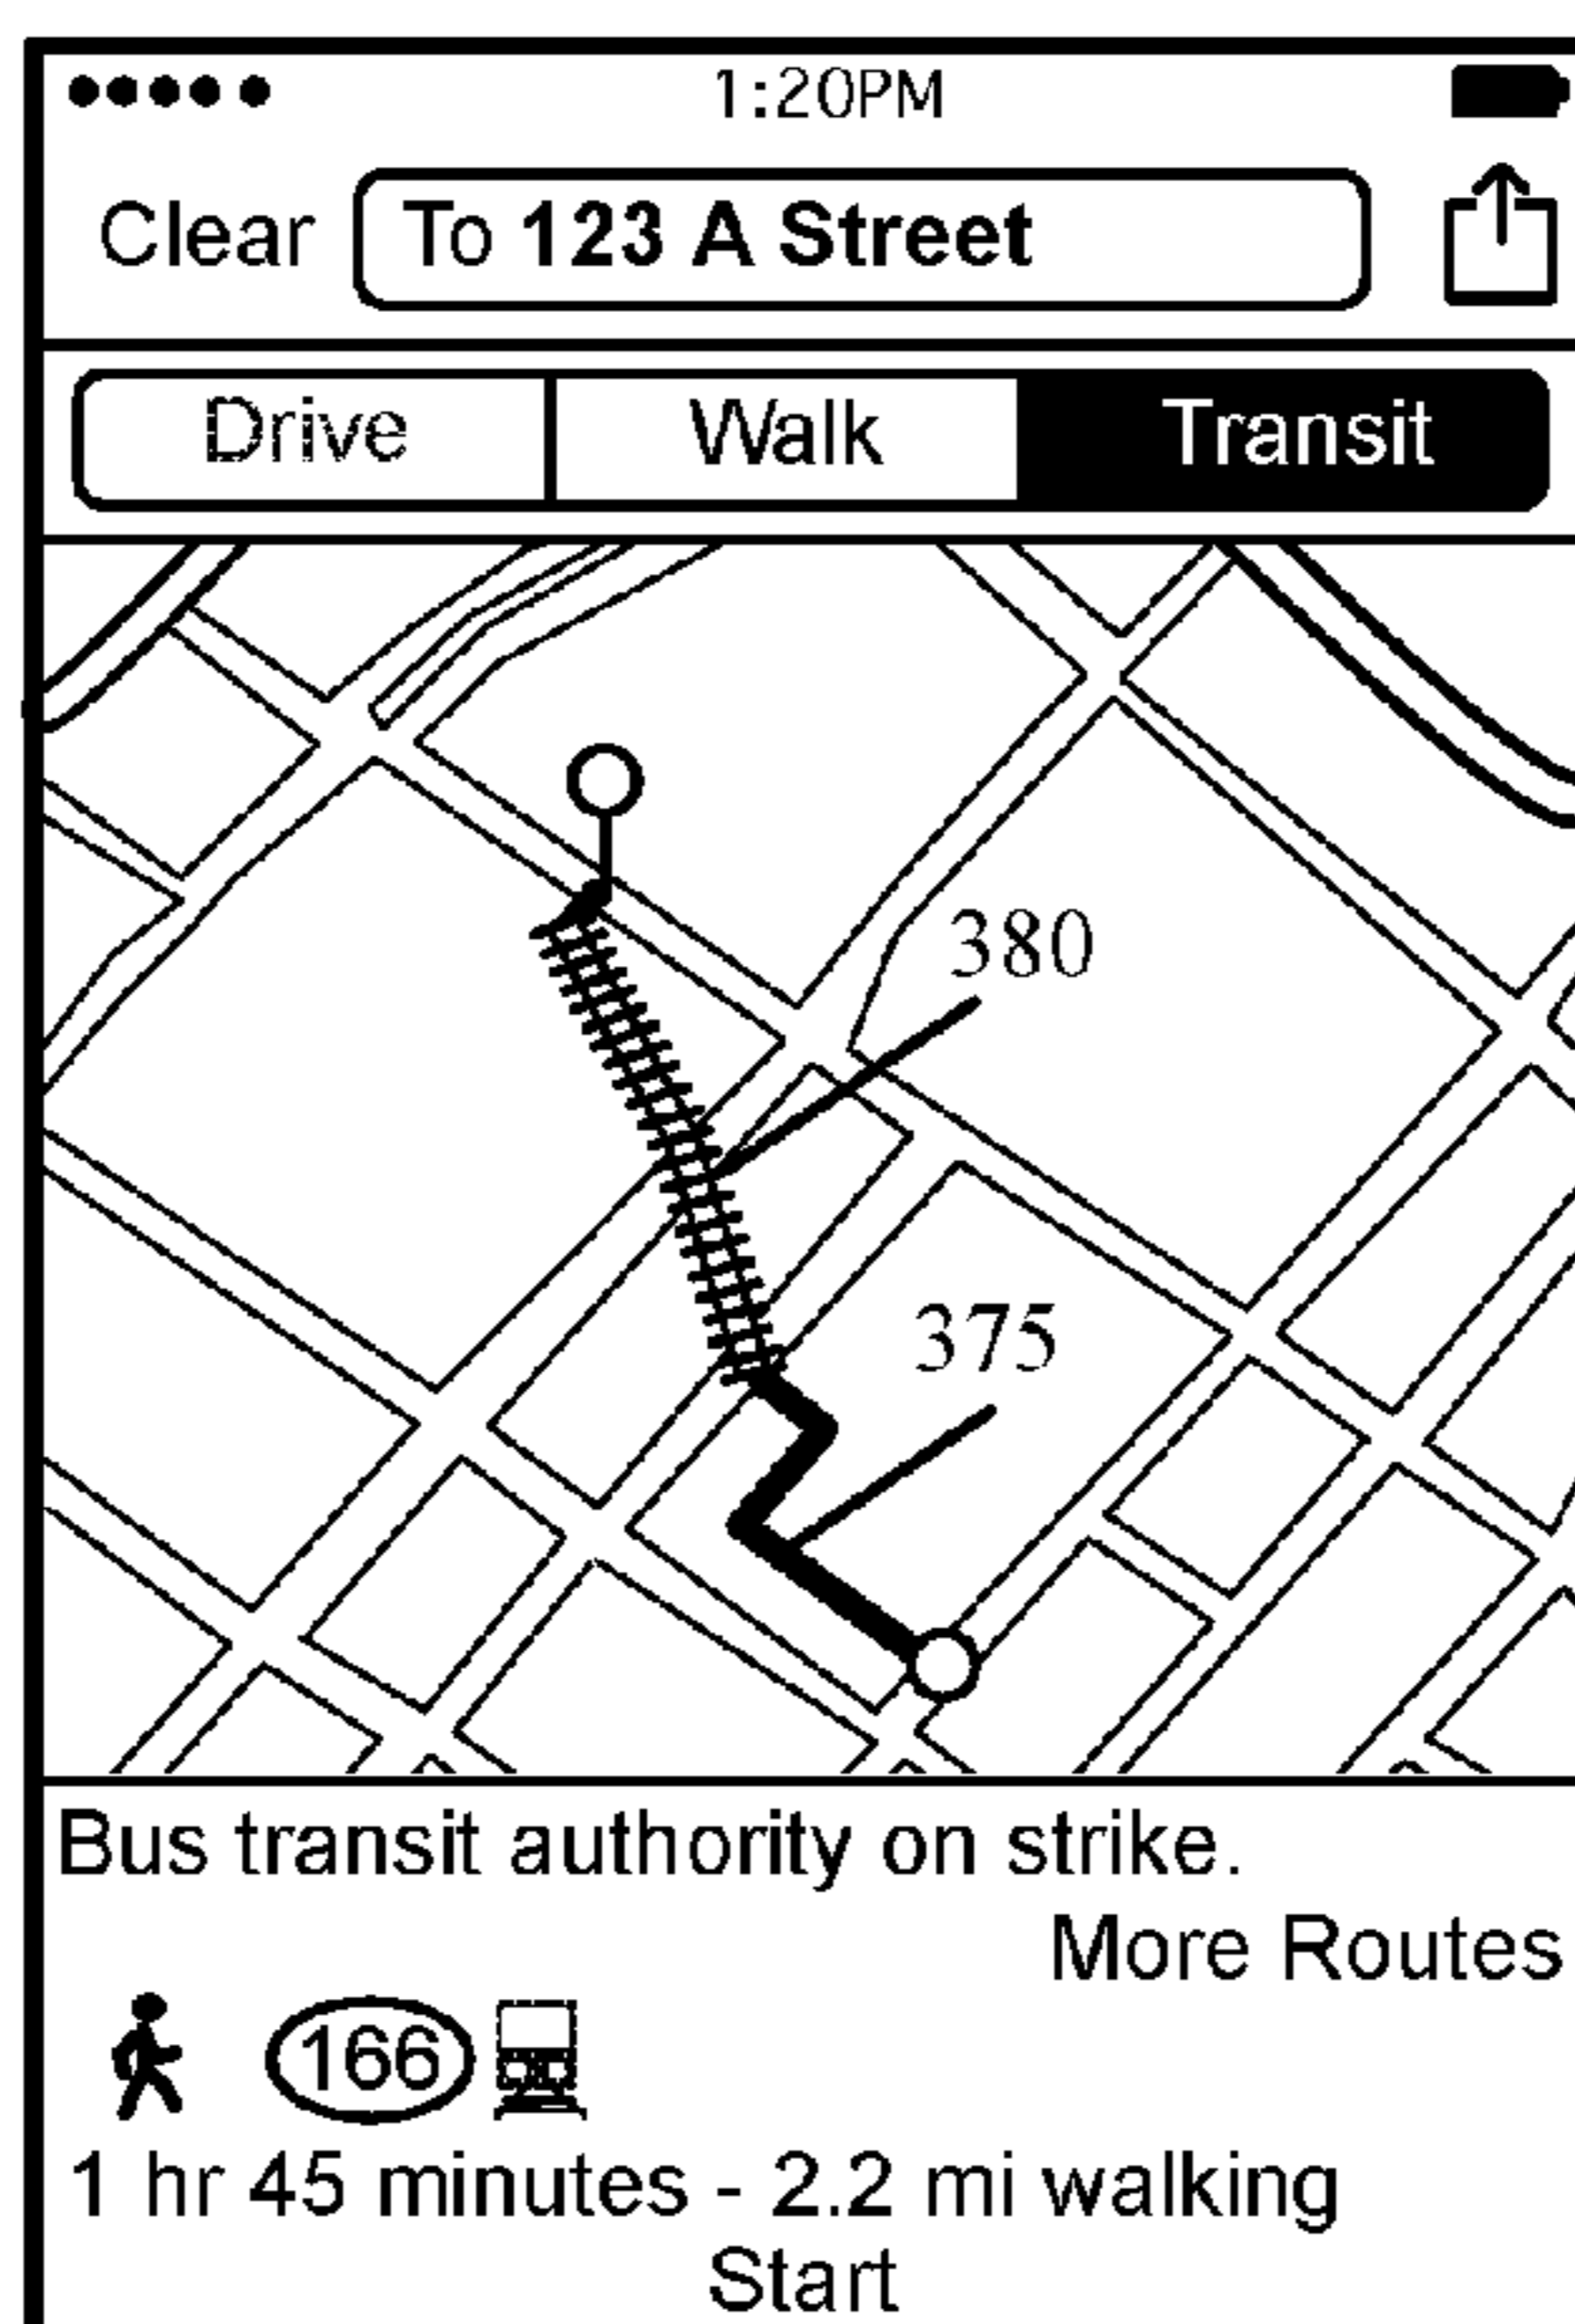 1:20PM
Clear To 123 A Street
Drive Walk Transit
380
375
Bus transit authority on strike.
More Routes
166
1 hr 45 minutes - 2.2 mi walking
Start